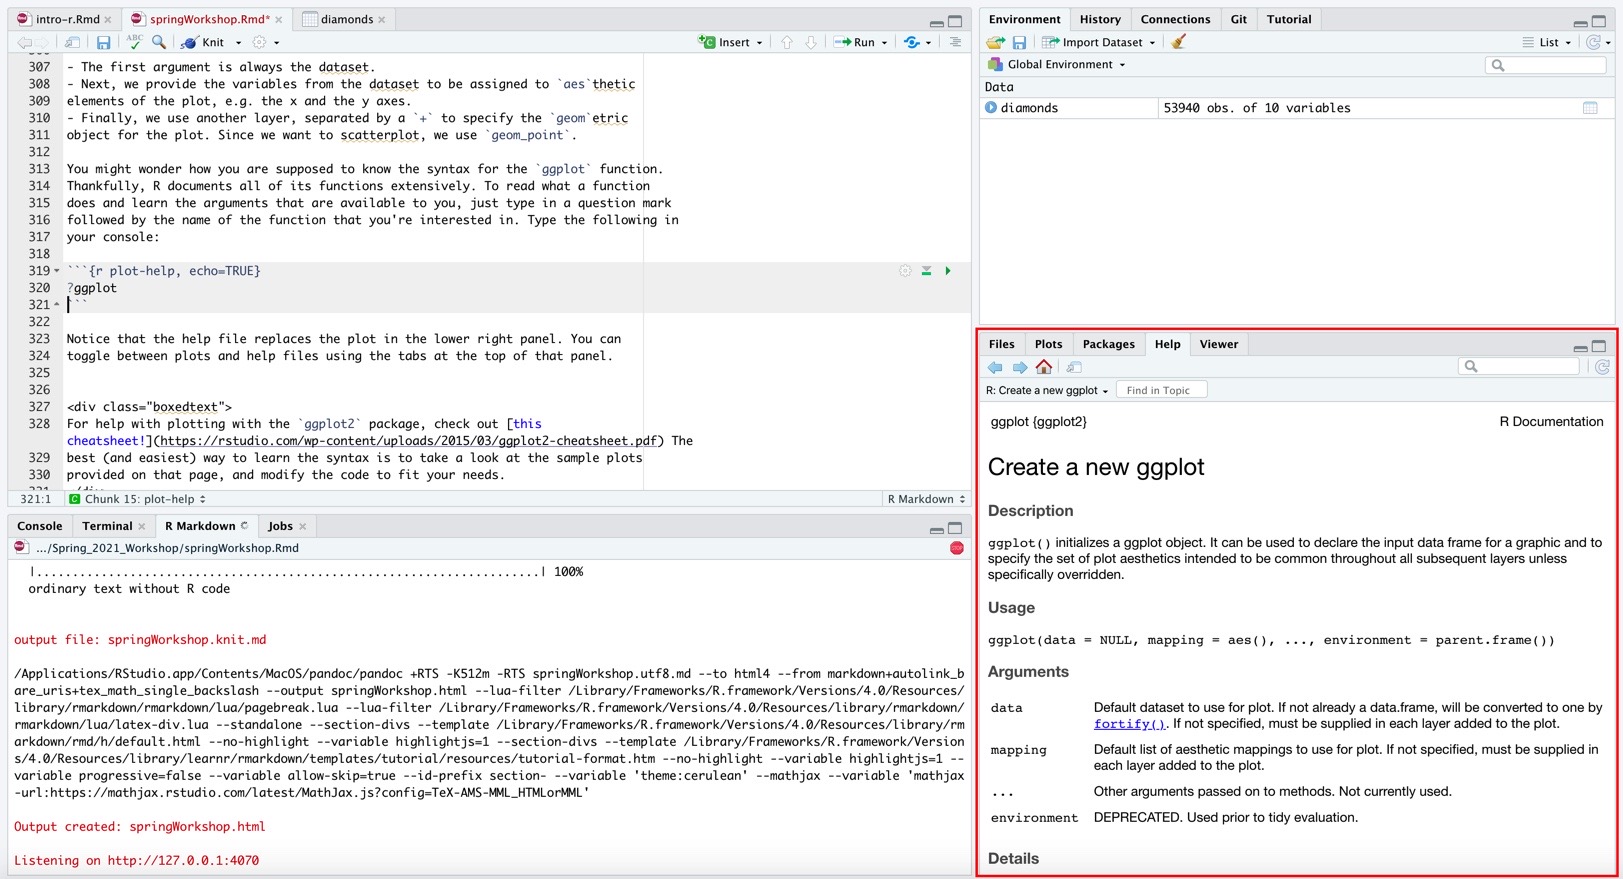 intro-r.Rmd
springWorkshop.Rmd*
diamonds
ABC
Knit
Insert
Run
307 - The first argument is always the dataset.
308 - Next, we provide the variables from the dataset to be assigned to `aes`thetic
309 elements of the plot, e.g. the x and the y axes.
310 - Finally, we use another layer, separated by a `+` to specify the `geom`etric
311 object for the plot. Since we want to scatterplot, we use `geom_point`.
312
313 You might wonder how you are supposed to know the syntax for the `ggplot` function.
314 Thankfully, R documents all of its functions extensively. To read what a function
315 does and learn the arguments that are available to you, just type in a question mark
316 followed by the name of the function that you're interested in. Type the following in
317 your console:
318
319 ```{r plot-help, echo=TRUE}
320 ?ggplot
321 ```
322
323 Notice that the help file replaces the plot in the lower right panel. You can
324 toggle between plots and help files using the tabs at the top of that panel.
325
326
327 <div class="boxedtext">
328 For help with plotting with the `ggplot2` package, check out [this
cheatsheet!](https://rstudio.com/wp-content/uploads/2015/03/ggplot2-cheatsheet.pdf) The
329 best (and easiest) way to learn the syntax is to take a look at the sample plots
330 provided on that page, and modify the code to fit your needs.
321:1 C Chunk 15: plot-help R Markdown
Console Terminal R Markdown Jobs
.../Spring_2021_Workshop/springWorkshop.Rmd
STOP
|...................................................................| 100%
ordinary text without R code
output file: springWorkshop.knit.md
/Applications/RStudio.app/Contents/MacOS/pandoc/pandoc +RTS -K512m -RTS springWorkshop.utf8.md --to html4 --from markdown+autolink_b
are_uris+tex_math_single_backslash --output springWorkshop.html --lua-filter /Library/Frameworks/R.framework/Versions/4.0/Resources/
library/rmarkdown/rmarkdown/lua/pagebreak.lua --lua-filter /Library/Frameworks/R.framework/Versions/4.0/Resources/library/rmarkdown/
rmarkdown/lua/latex-div.lua --standalone --section-divs --template /Library/Frameworks/R.framework/Versions/4.0/Resources/library/rm
arkdown/rmd/h/default.html --no-highlight --variable highlightjs=1 --section-divs --template /Library/Frameworks/R.framework/Version
s/4.0/Resources/library/learnr/rmarkdown/templates/tutorial/resources/tutorial-format.htm --no-highlight --variable highlightjs=1 --
variable progressive=false --variable allow-skip=true --id-prefix section- --variable 'theme:cerulean' --mathjax --variable 'mathjax
-url:https://mathjax.rstudio.com/latest/MathJax.js?config=TeX-AMS-MML_HTMLorMML'
Output created: springWorkshop.html
Listening on http://127.0.0.1:4070
Environment History Connections Git Tutorial
Import Dataset List
Global Environment
Data
diamonds 53940 obs. of 10 variables
Files Plots Packages Help Viewer
R: Create a new ggplot Find in Topic
ggplot {ggplot2} R Documentation
Create a new ggplot
Description
ggplot() initializes a ggplot object. It can be used to declare the input data frame for a graphic and to
specify the set of plot aesthetics intended to be common throughout all subsequent layers unless
specifically overridden.
Usage
ggplot(data = NULL, mapping = aes(), ..., environment = parent.frame())
Arguments
data Default dataset to use for plot. If not already a data.frame, will be converted to one by
fortify(). If not specified, must be supplied in each layer added to the plot.
mapping Default list of aesthetic mappings to use for plot. If not specified, must be supplied in
each layer added to the plot.
... Other arguments passed on to methods. Not currently used.
environment DEPRECATED. Used prior to tidy evaluation.
Details